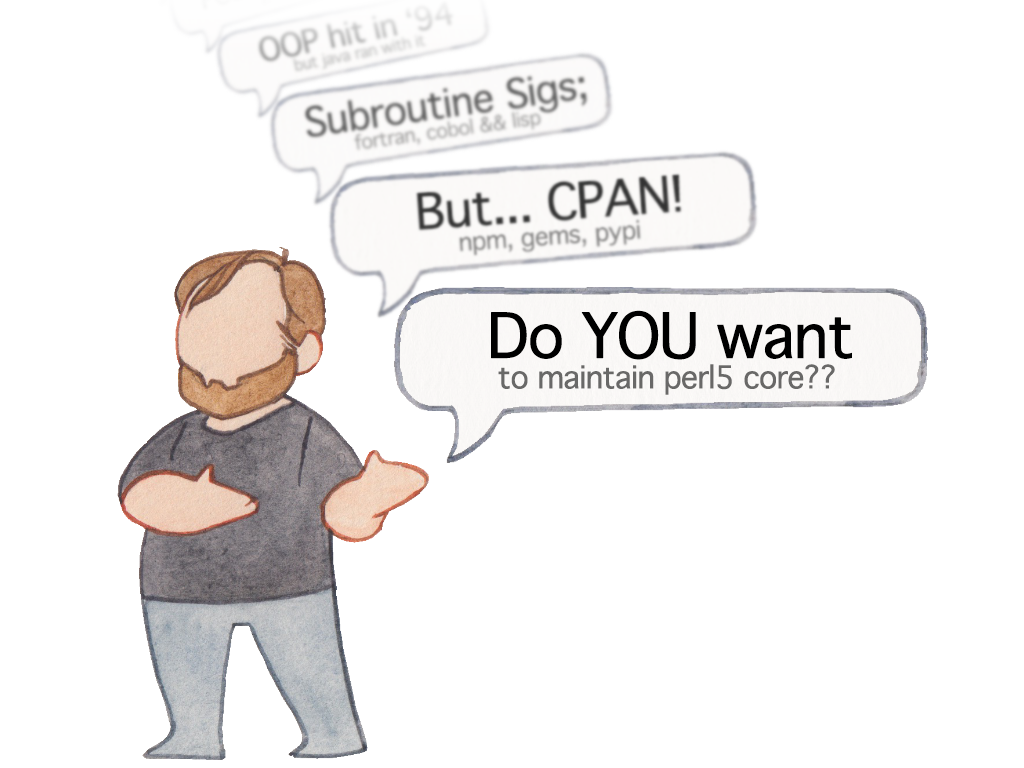 OOP hit in ‘94
but java ran with it
Subroutine Sigs;
fortran, cobol && lisp
But... CPAN!
npm, gems, pypi
Do YOU want
to maintain perl5 core??